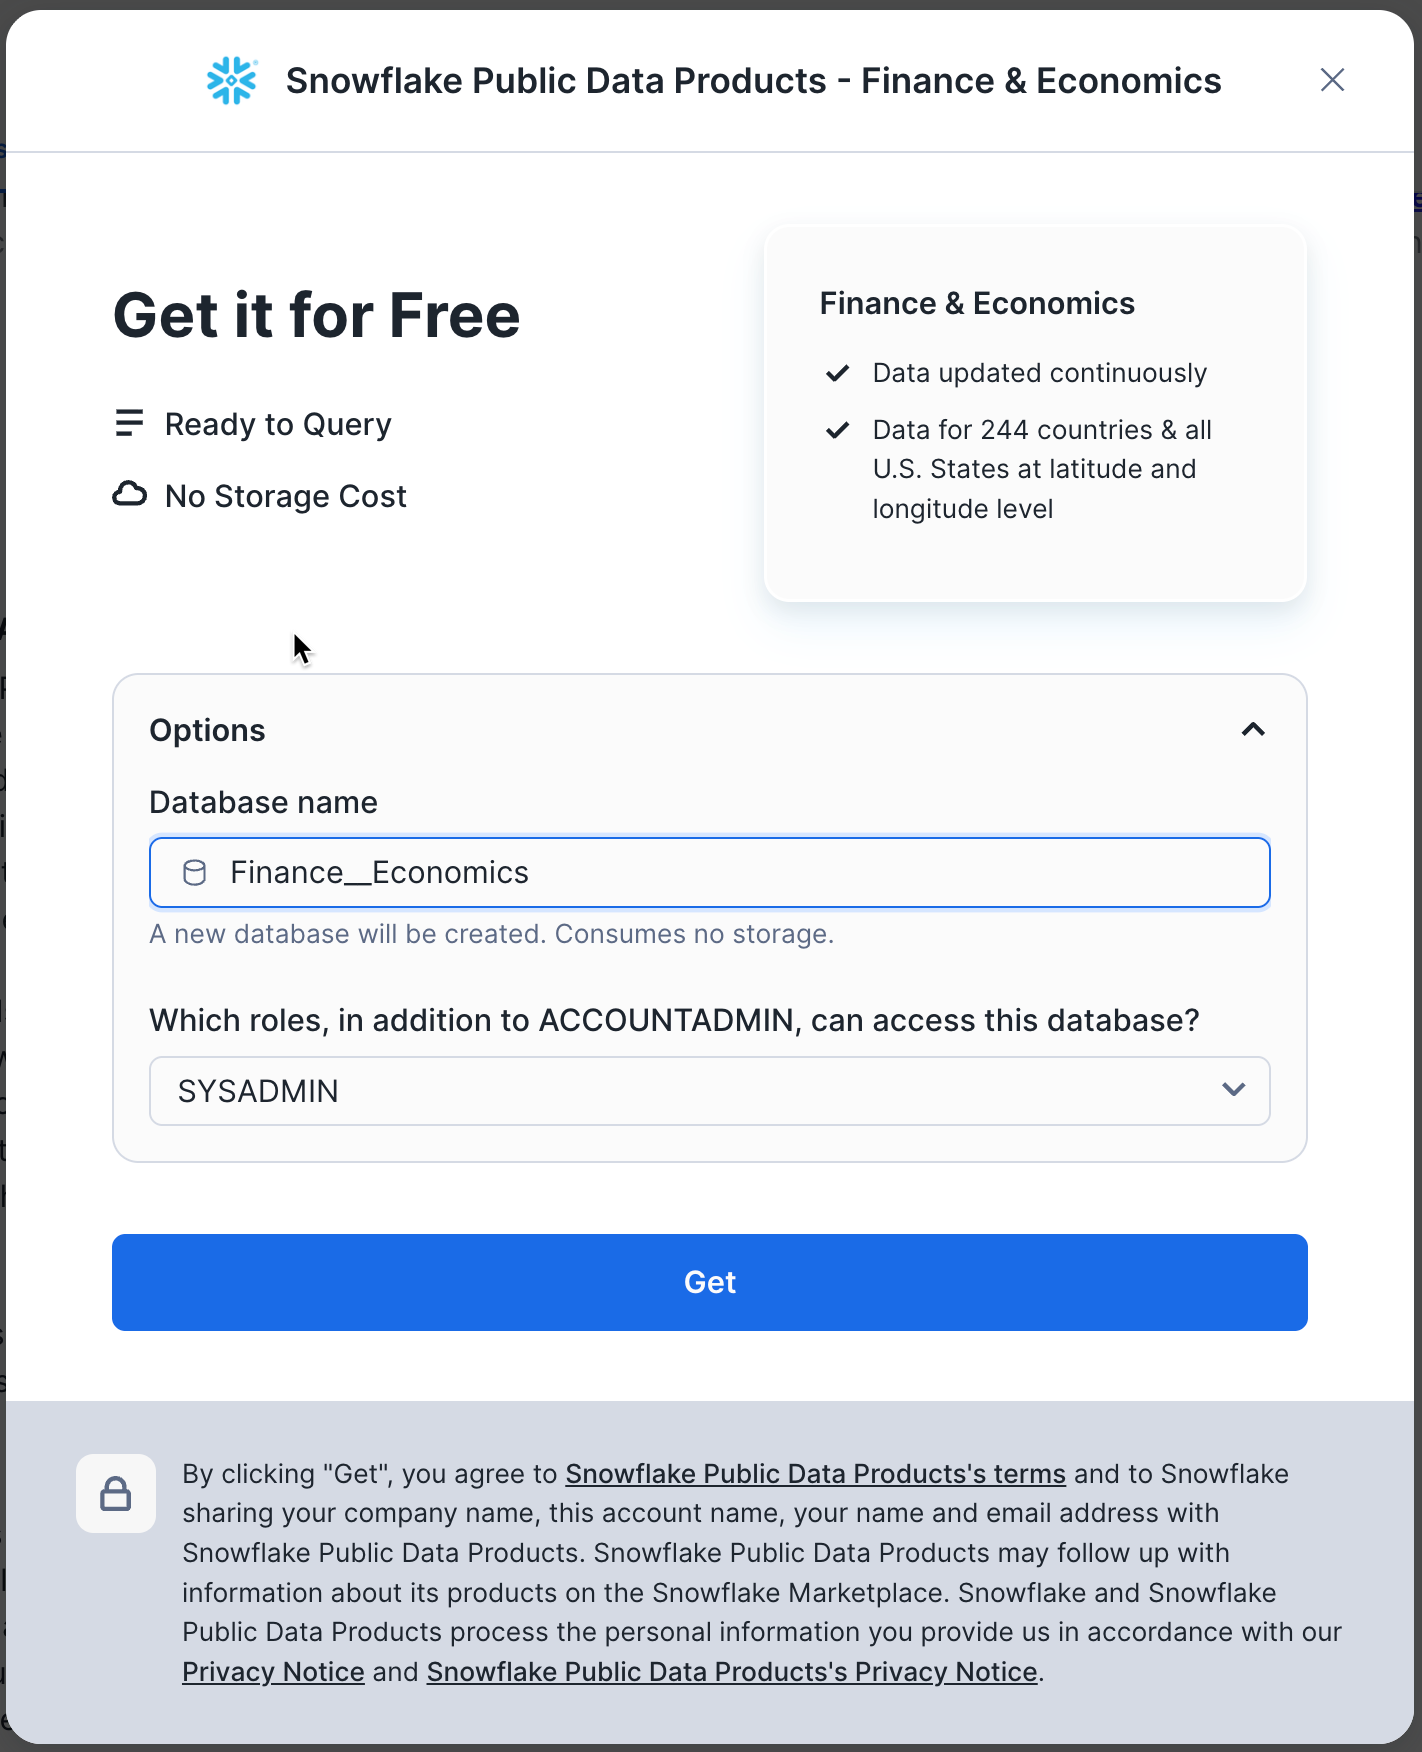 Snowflake Public Data Products - Finance & Economics
Get it for Free
Ready to Query
No Storage Cost
Finance & Economics
Data updated continuously
Data for 244 countries & all
U.S. States at latitude and
longitude level
Options
Database name
Finance__Economics
A new database will be created. Consumes no storage.
Which roles, in addition to ACCOUNTADMIN, can access this database?
SYSADMIN
Get
By clicking "Get", you agree to Snowflake Public Data Products's terms and to Snowflake
sharing your company name, this account name, your name and email address with
Snowflake Public Data Products. Snowflake Public Data Products may follow up with
information about its products on the Snowflake Marketplace. Snowflake and Snowflake
Public Data Products process the personal information you provide us in accordance with our
Privacy Notice and Snowflake Public Data Products's Privacy Notice.